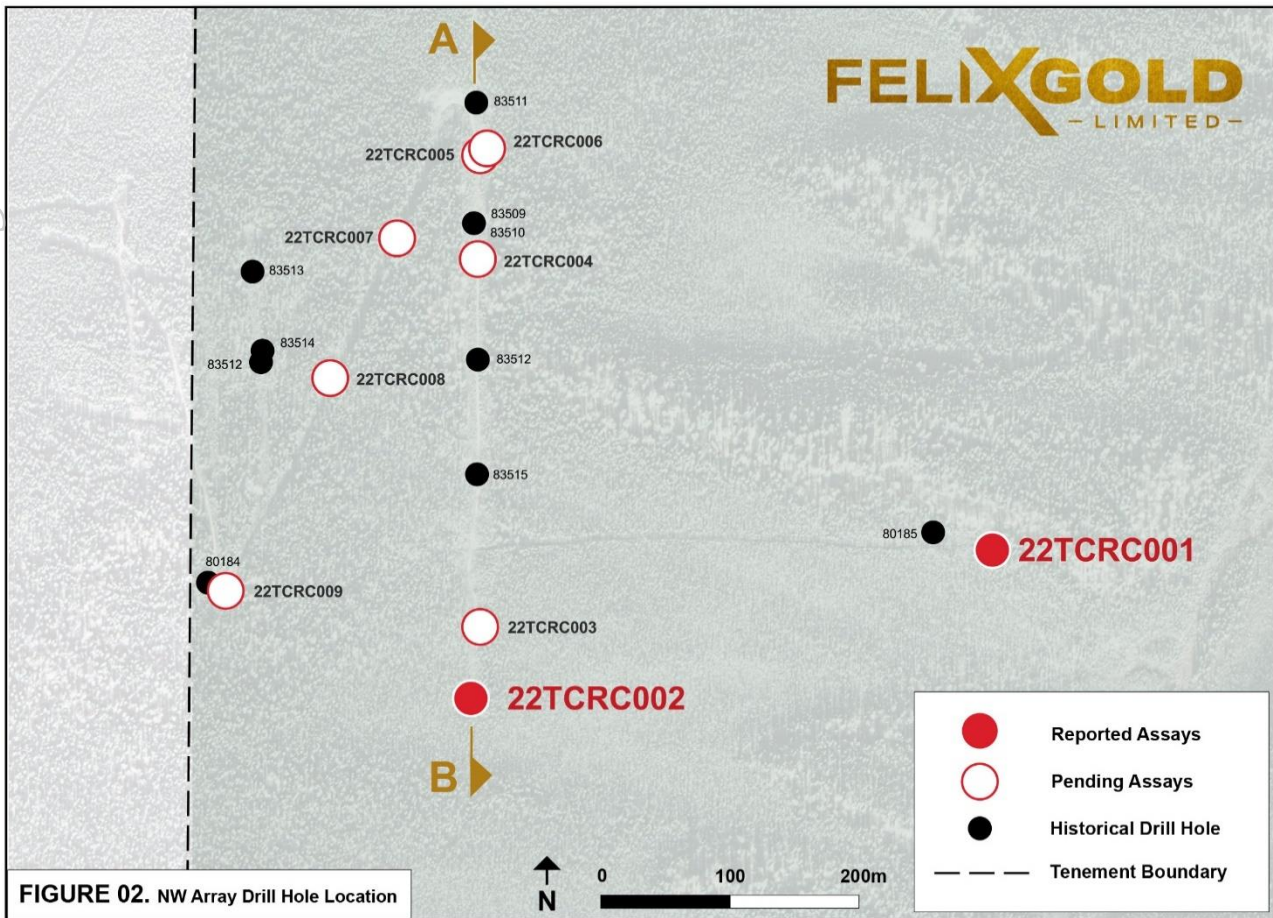 A
FELIXGOLD
LIMITED
83511
22TCRC006
22TCRC005
83509
83510
22TCRC007
22TCRC004
83513
83514
83512
83512
22TCRC008
83515
80185
22TCRC001
80184
22TCRC009
22TCRC003
22TCRC002
B
Reported Assays
Pending Assays
Historical Drill Hole
Tenement Boundary
N
0 100 200m
FIGURE 02. NW Array Drill Hole Location